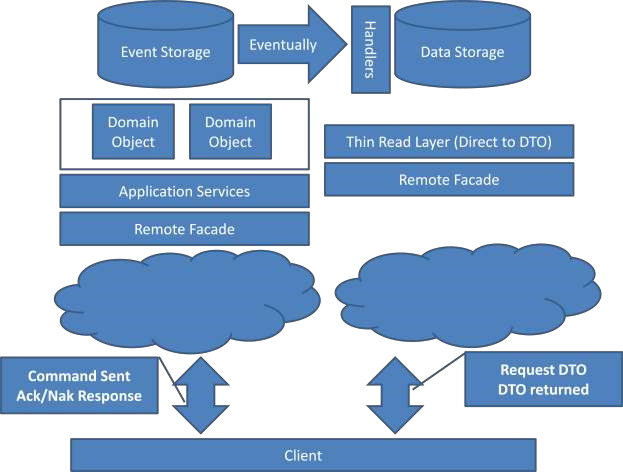 Event Storage
Eventually
Handlers
Data Storage
Domain
Object
Domain
Object
Thin Read Layer (Direct to DTO)
Application Services
Remote Facade
Remote Facade
Command Sent
Ack/Nak Response
Request DTO
DTO returned
Client